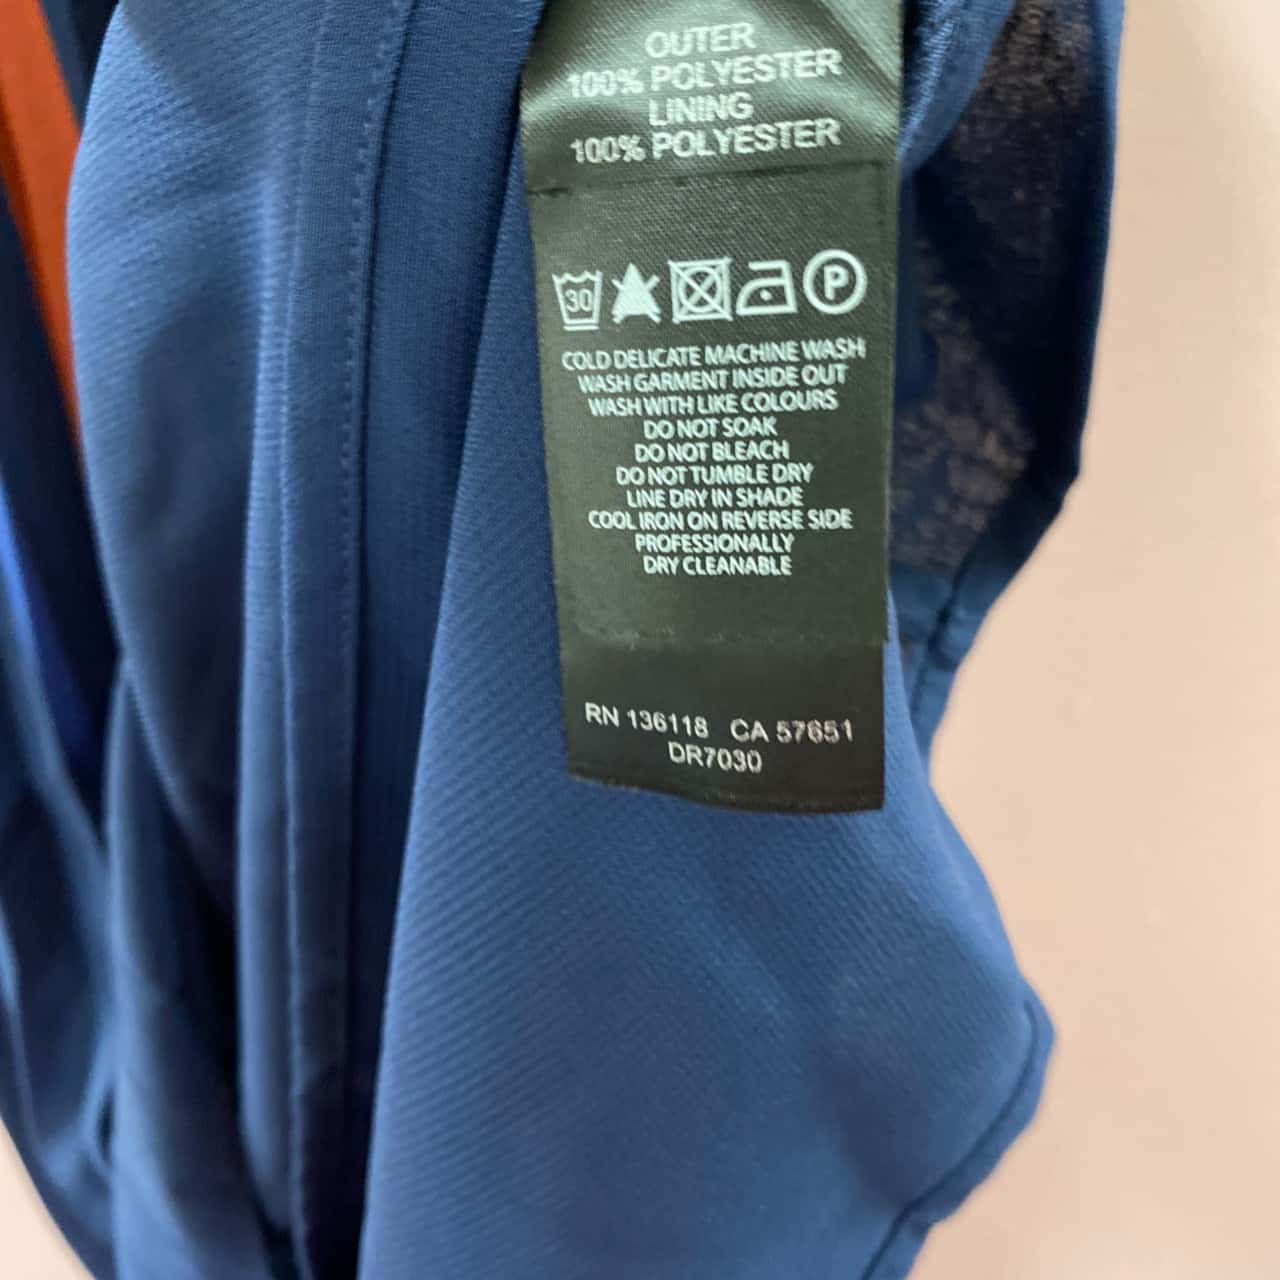 OUTER
100% POLYESTER
LINING
100% POLYESTER
30 P
COLD DELICATE MACHINE WASH
WASH GARMENT INSIDE OUT
WASH WITH LIKE COLOURS
DO NOT SOAK
DO NOT BLEACH
DO NOT TUMBLE DRY
LINE DRY IN SHADE
COOL IRON ON REVERSE SIDE
PROFESSIONALLY
DRY CLEANABLE
RN 136118 CA 57651
DR7030